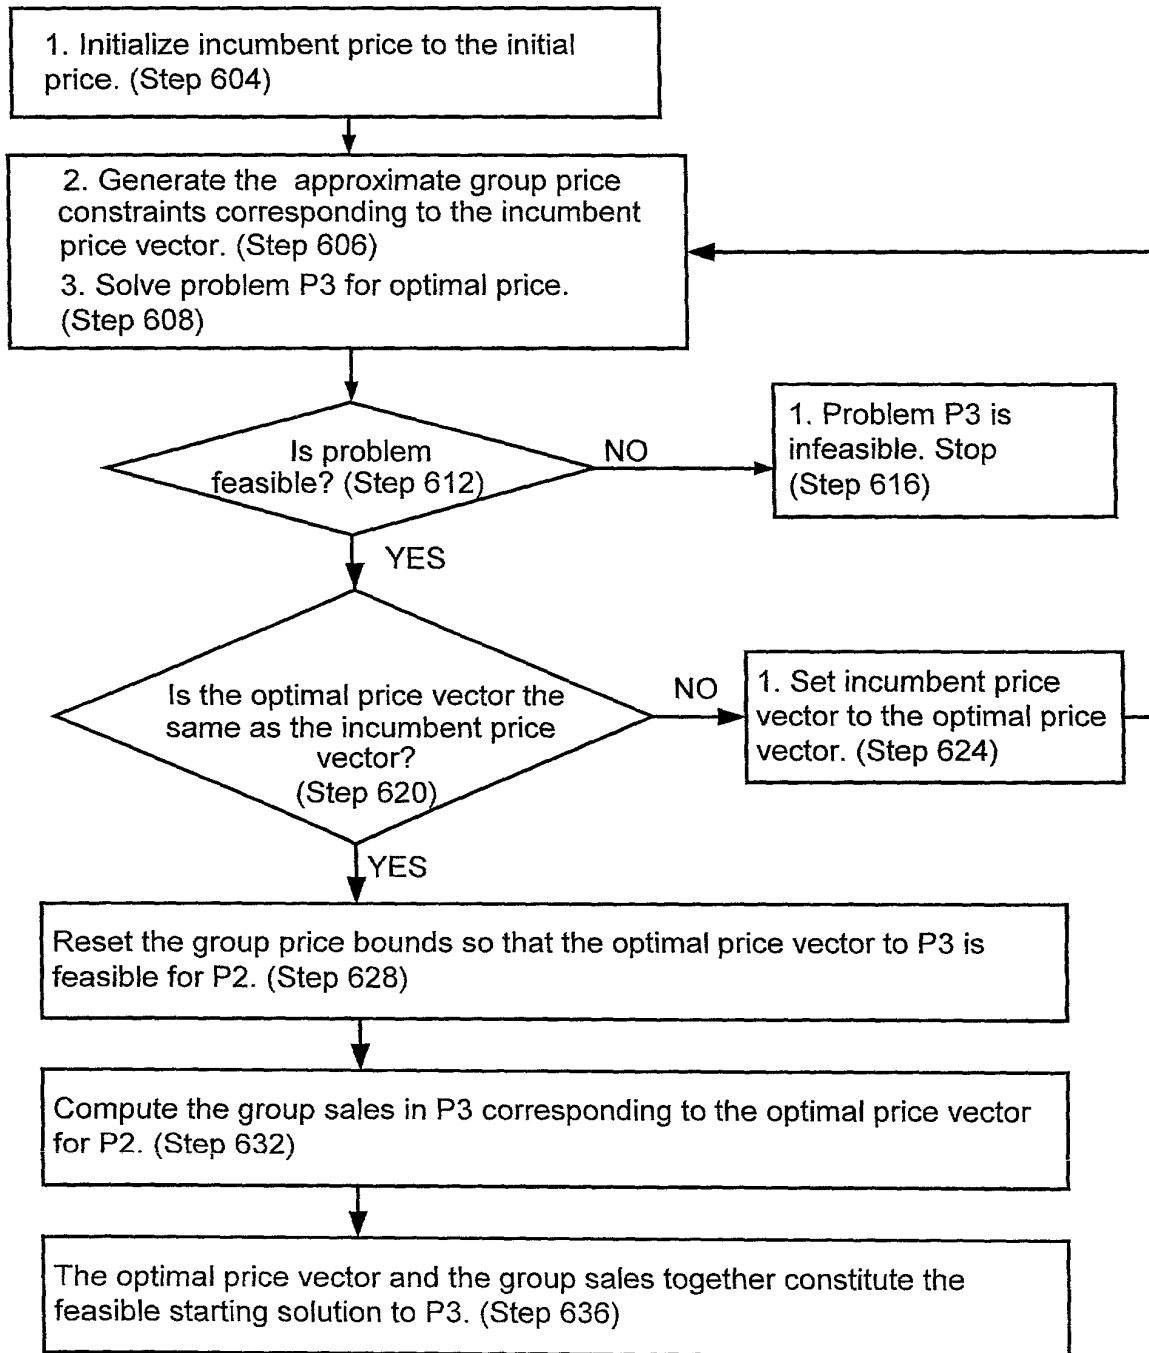 1. Initialize incumbent price to the initial
price. (Step 604)
2. Generate the approximate group price
constraints corresponding to the incumbent
price vector. (Step 606)
3. Solve problem P3 for optimal price.
(Step 608)
Is problem
feasible? (Step 612)
NO
1. Problem P3 is
infeasible. Stop
(Step 616)
YES
Is the optimal price vector the
same as the incumbent price
vector?
(Step 620)
NO
1. Set incumbent price
vector to the optimal price
vector. (Step 624)
YES
Reset the group price bounds so that the optimal price vector to P3 is
feasible for P2. (Step 628)
Compute the group sales in P3 corresponding to the optimal price vector
for P2. (Step 632)
The optimal price vector and the group sales together constitute the
feasible starting solution to P3. (Step 636)